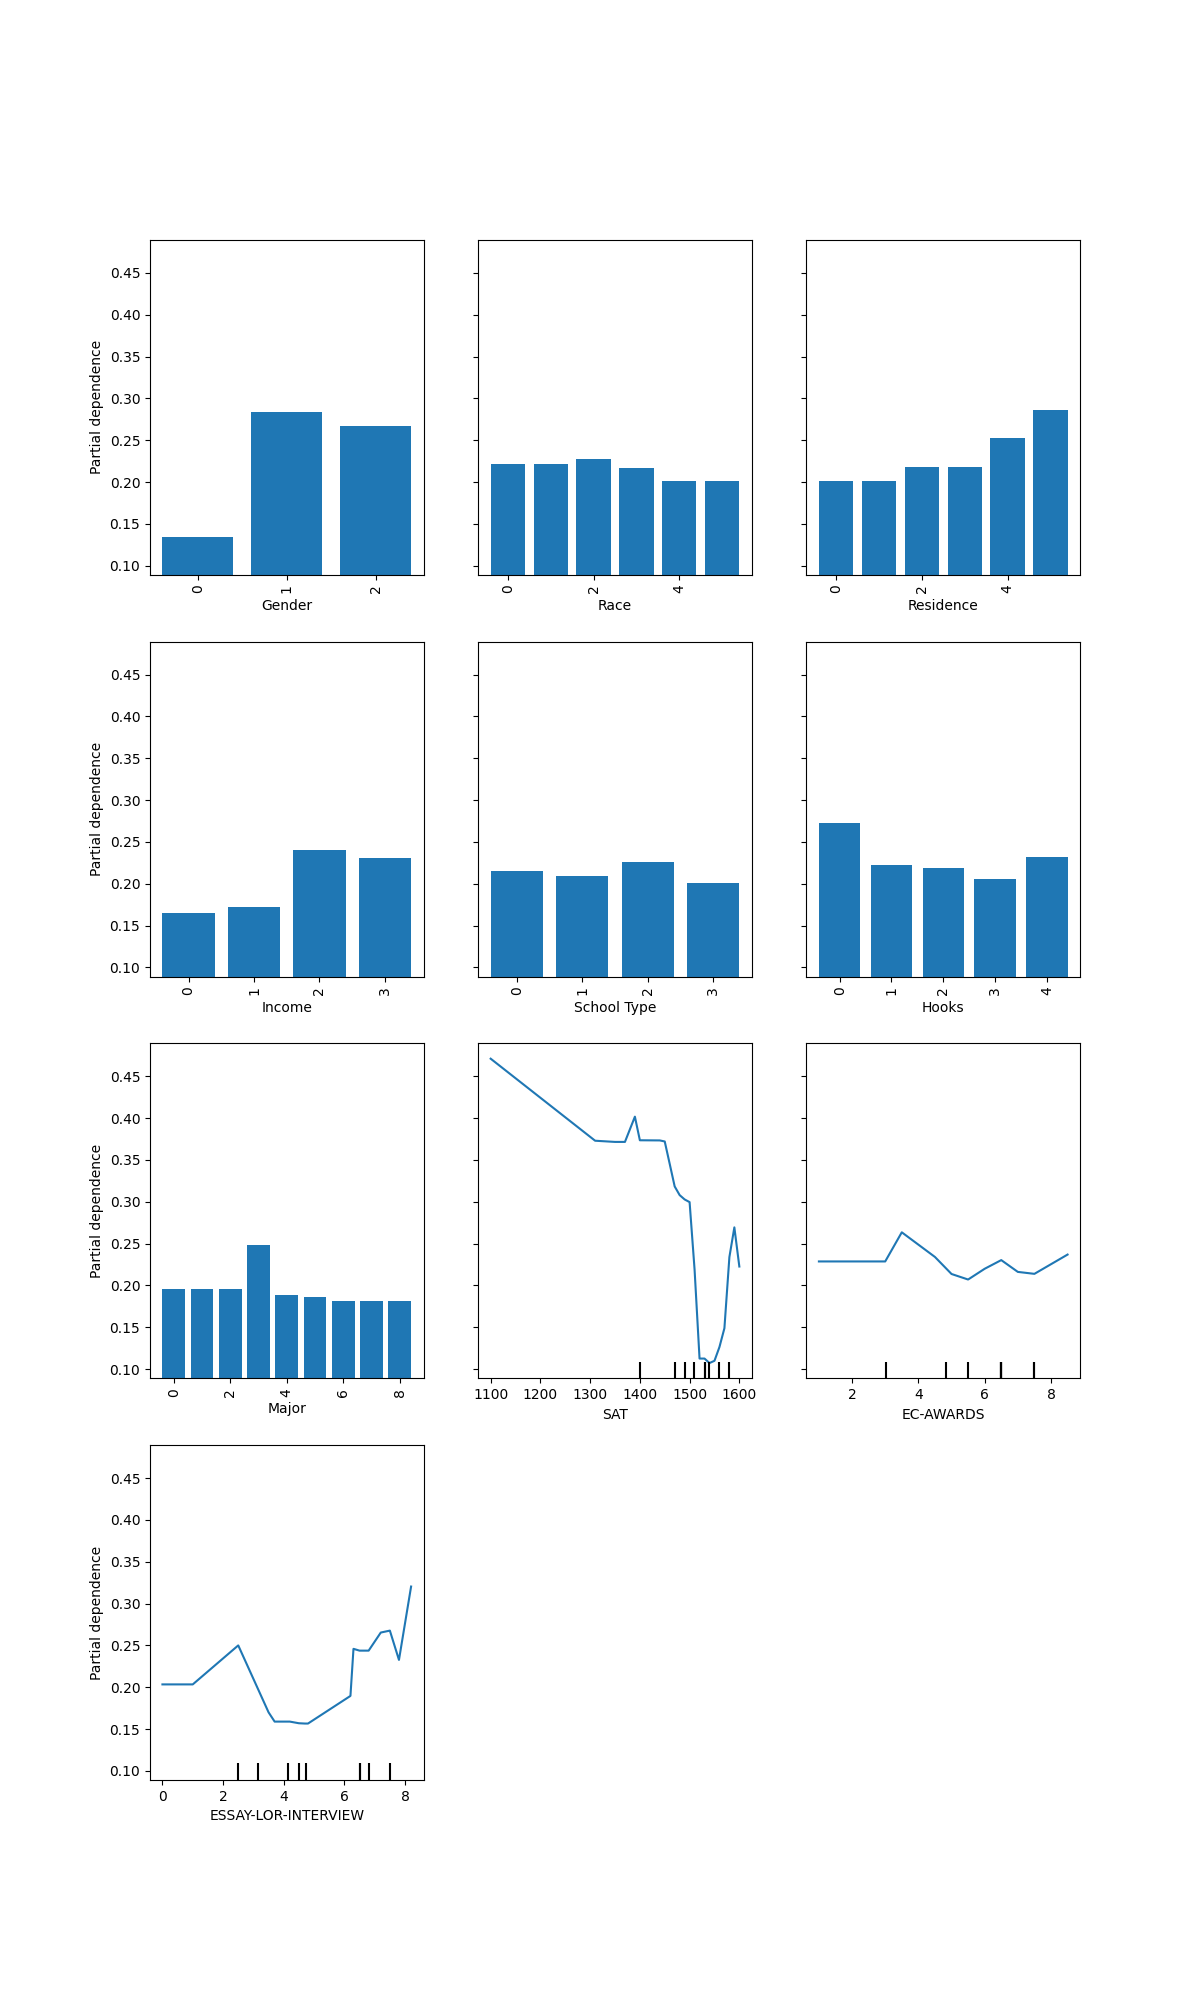 0.45
0.40
0.35
0.30
0.25
0.20
0.15
0.10
Partial dependence
0 1 2
Gender
0 2 4
Race
0 2 4
Residence
0.45
0.40
0.35
0.30
0.25
0.20
0.15
0.10
Partial dependence
0 1 2 3
Income
0 1 2 3
School Type
0 1 2 3 4
Hooks
0.45
0.40
0.35
0.30
0.25
0.20
0.15
0.10
Partial dependence
0 2 4 6 8
Major
1100 1200 1300 1400 1500 1600
SAT
2 4 6 8
EC-AWARDS
0.45
0.40
0.35
0.30
0.25
0.20
0.15
0.10
Partial dependence
0 2 4 6 8
ESSAY-LOR-INTERVIEW